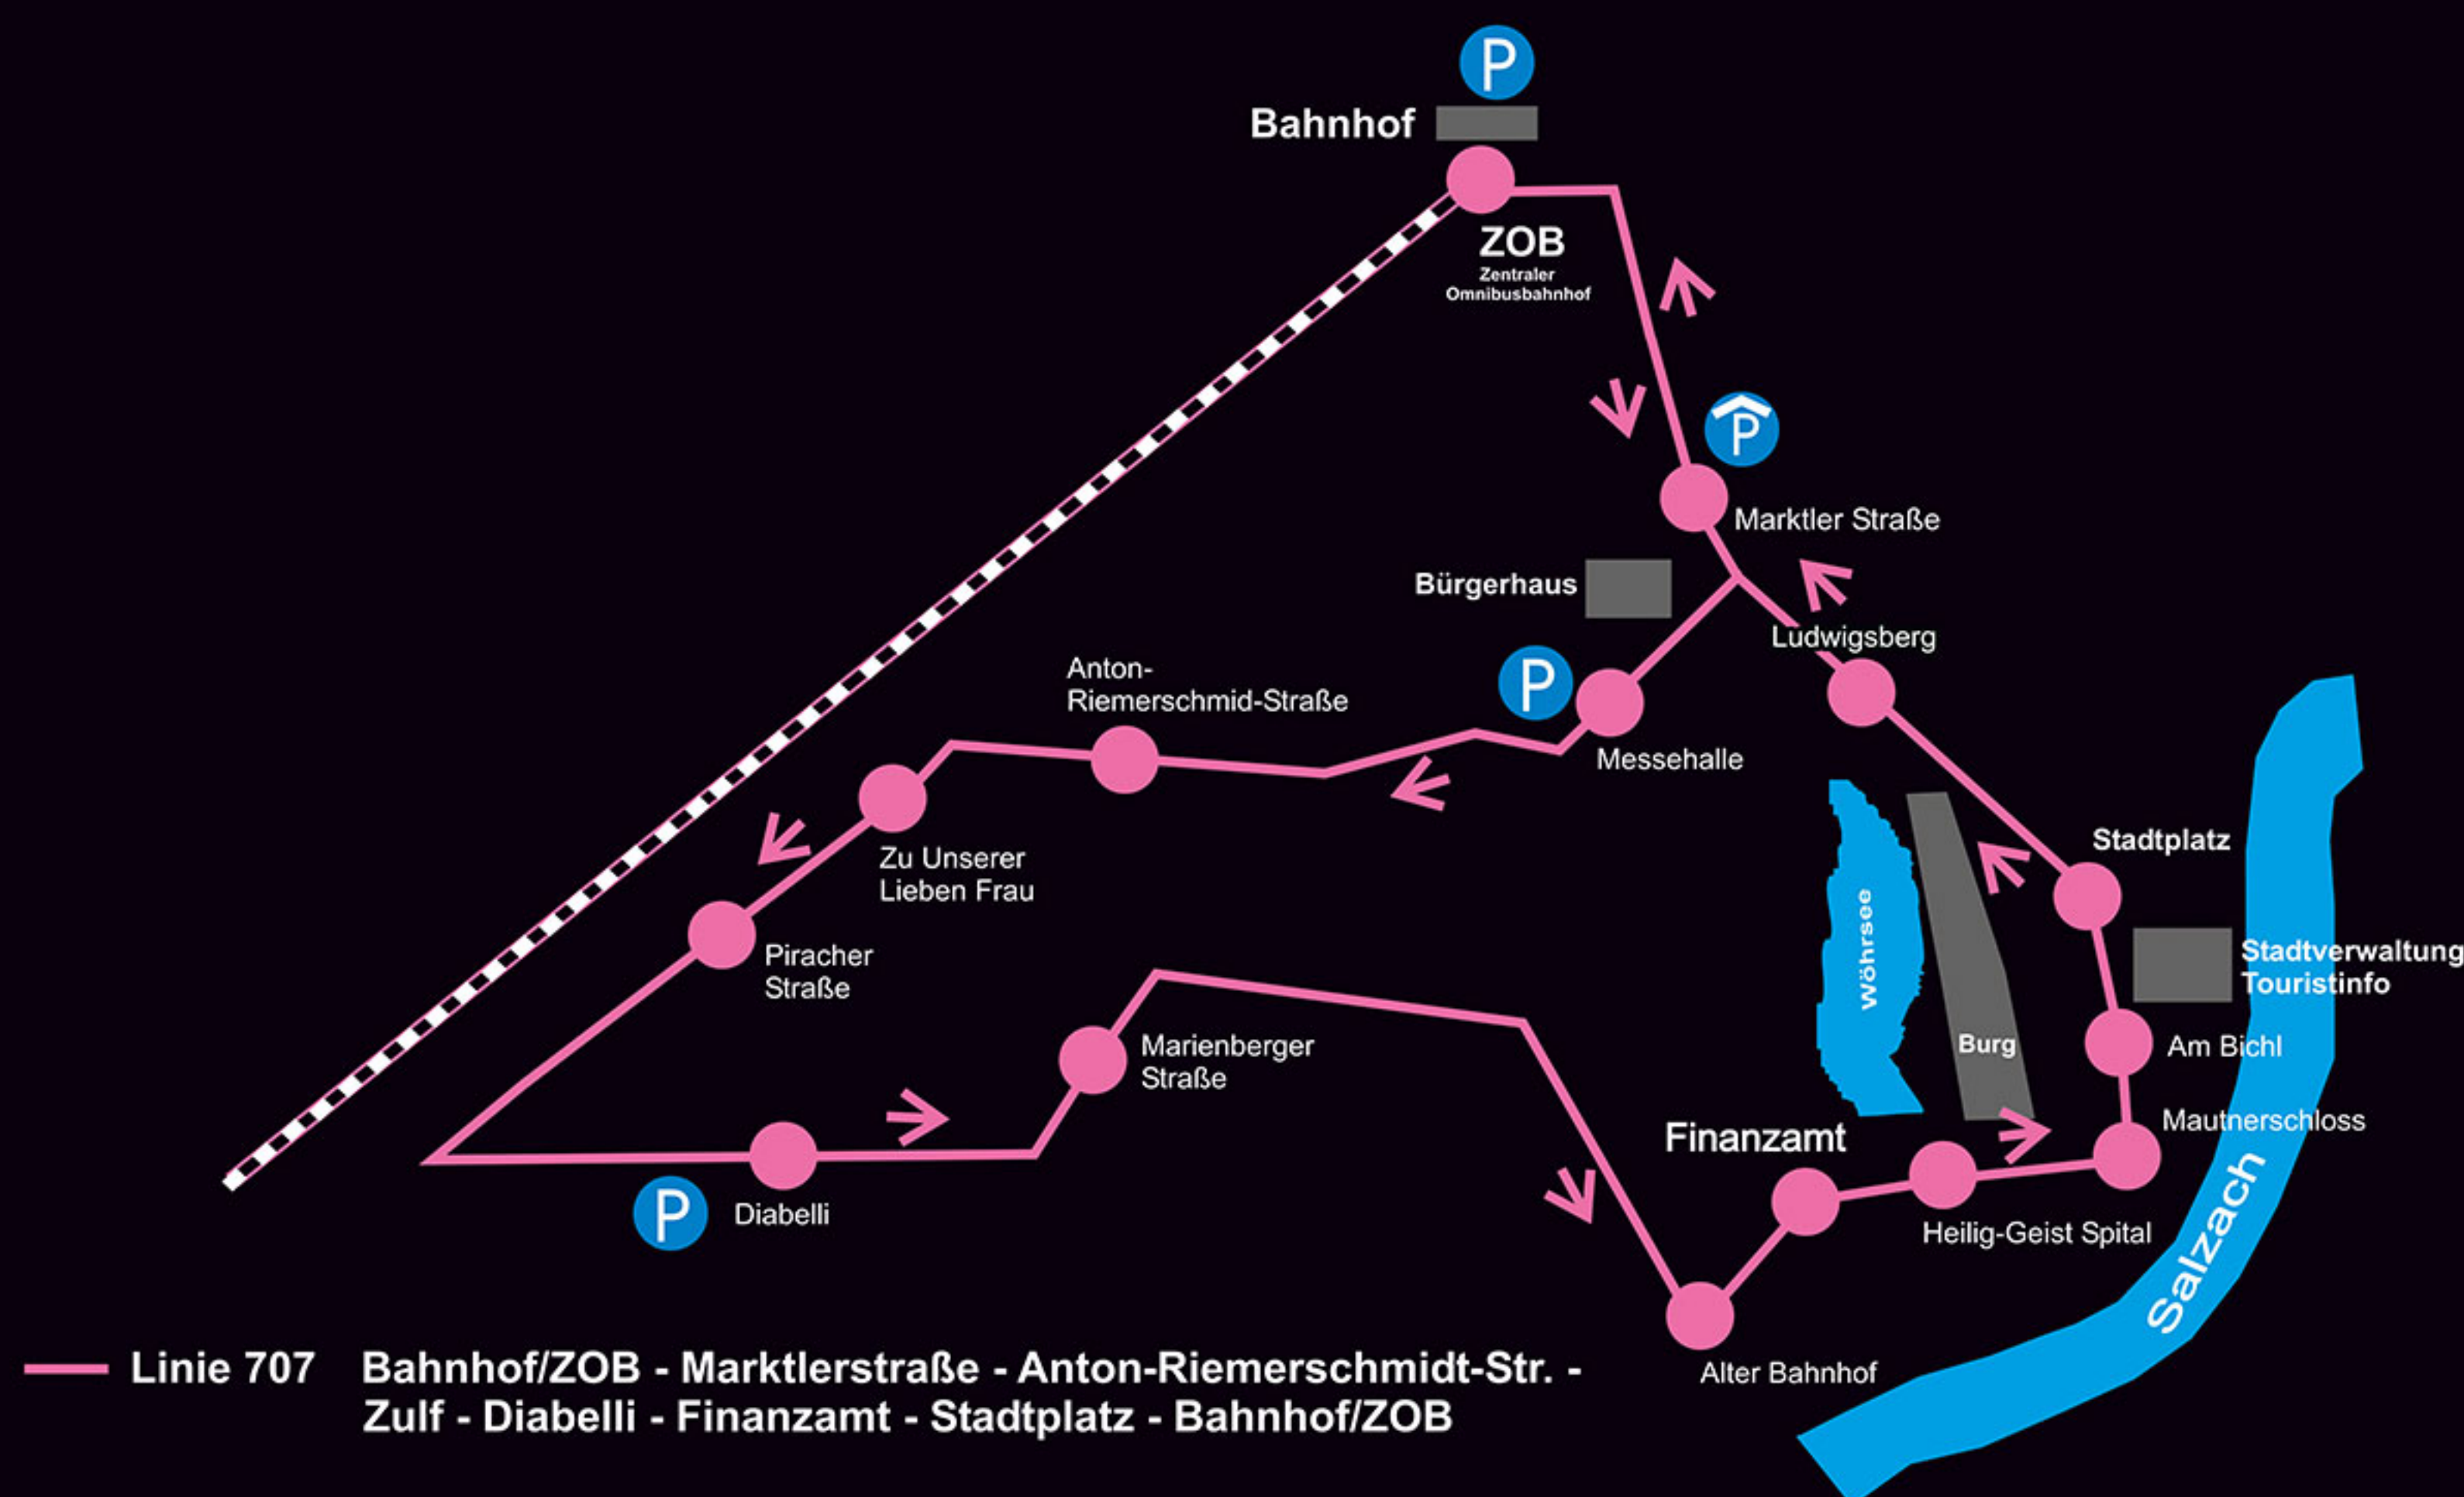 P
Bahnhof
ZOB
Zentraler
Omnibusbahnhof
P
Marktler Straße
Bürgerhaus
Ludwigsberg
Anton-
Riemerschmid-Straße
P
Messehalle
Zu Unserer
Lieben Frau
Stadtplatz
Wöhrsee
Piracher
Straße
Stadtverwaltung
Touristinfo
Marienberger
Straße
Burg
Am Bichl
Mautnerschloss
Finanzamt
P
Diabelli
Heilig-Geist Spital
Salzach
Alter Bahnhof
Linie 707 Bahnhof/ZOB - Marktlerstraße - Anton-Riemerschmidt-Str. -
Zulf - Diabelli - Finanzamt - Stadtplatz - Bahnhof/ZOB